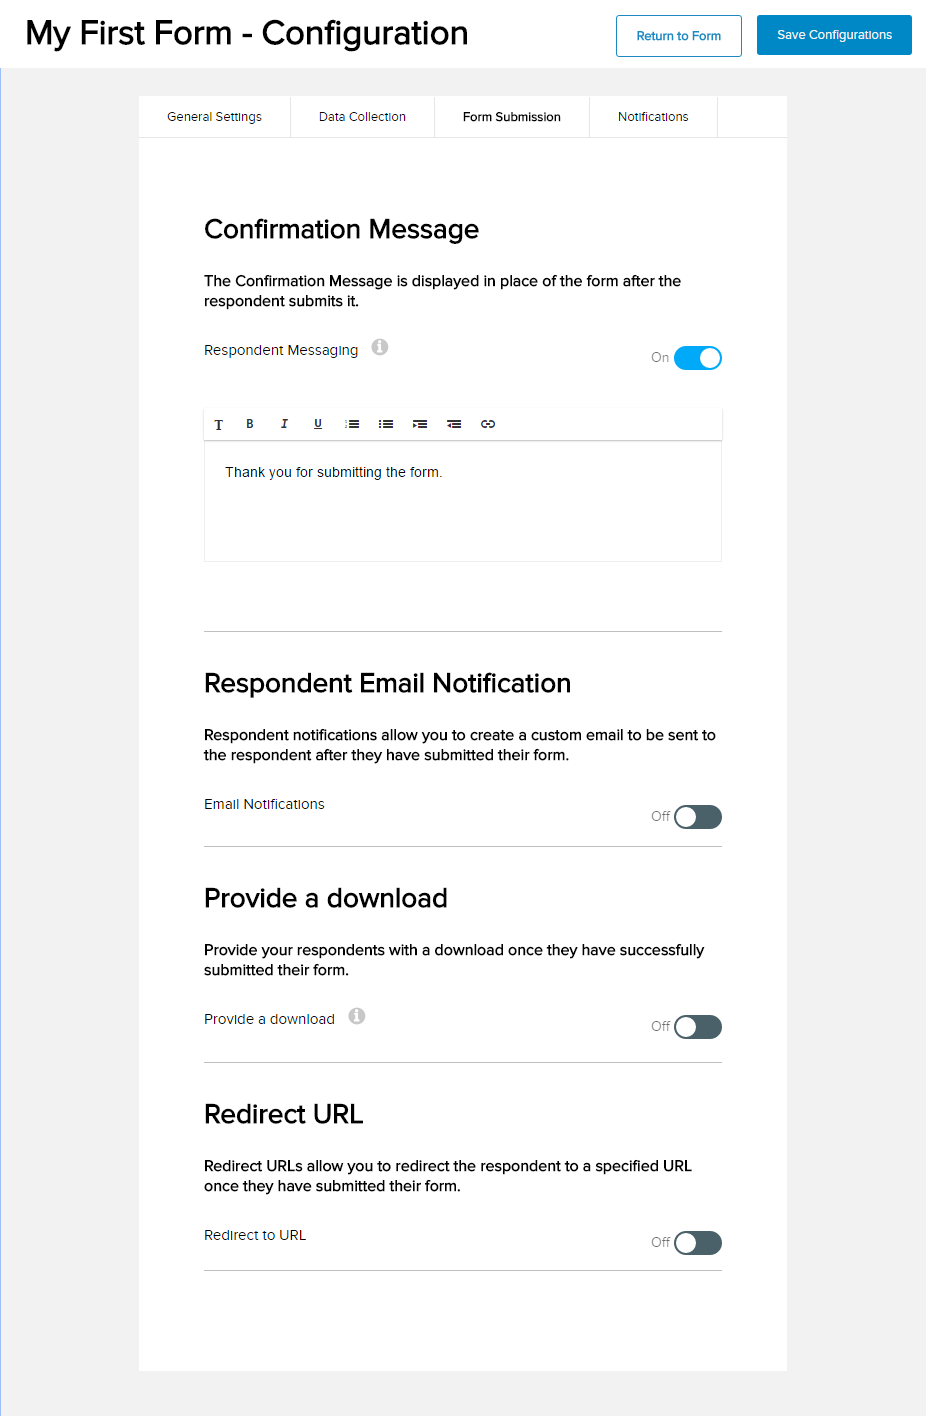 My First Form - Configuration
Return to Form
Save Configurations
General Settings
Data Collection
Form Submission
Notifications
Confirmation Message
The Confirmation Message is displayed in place of the form after the
respondent submits it.
Respondent Messaging
On
T B I U
Thank you for submitting the form.
Respondent Email Notification
Respondent notifications allow you to create a custom email to be sent to
the respondent after they have submitted their form.
Email Notifications
Off
Provide a download
Provide your respondents with a download once they have successfully
submitted their form.
Provide a download
Off
Redirect URL
Redirect URLs allow you to redirect the respondent to a specified URL
once they have submitted their form.
Redirect to URL
Off